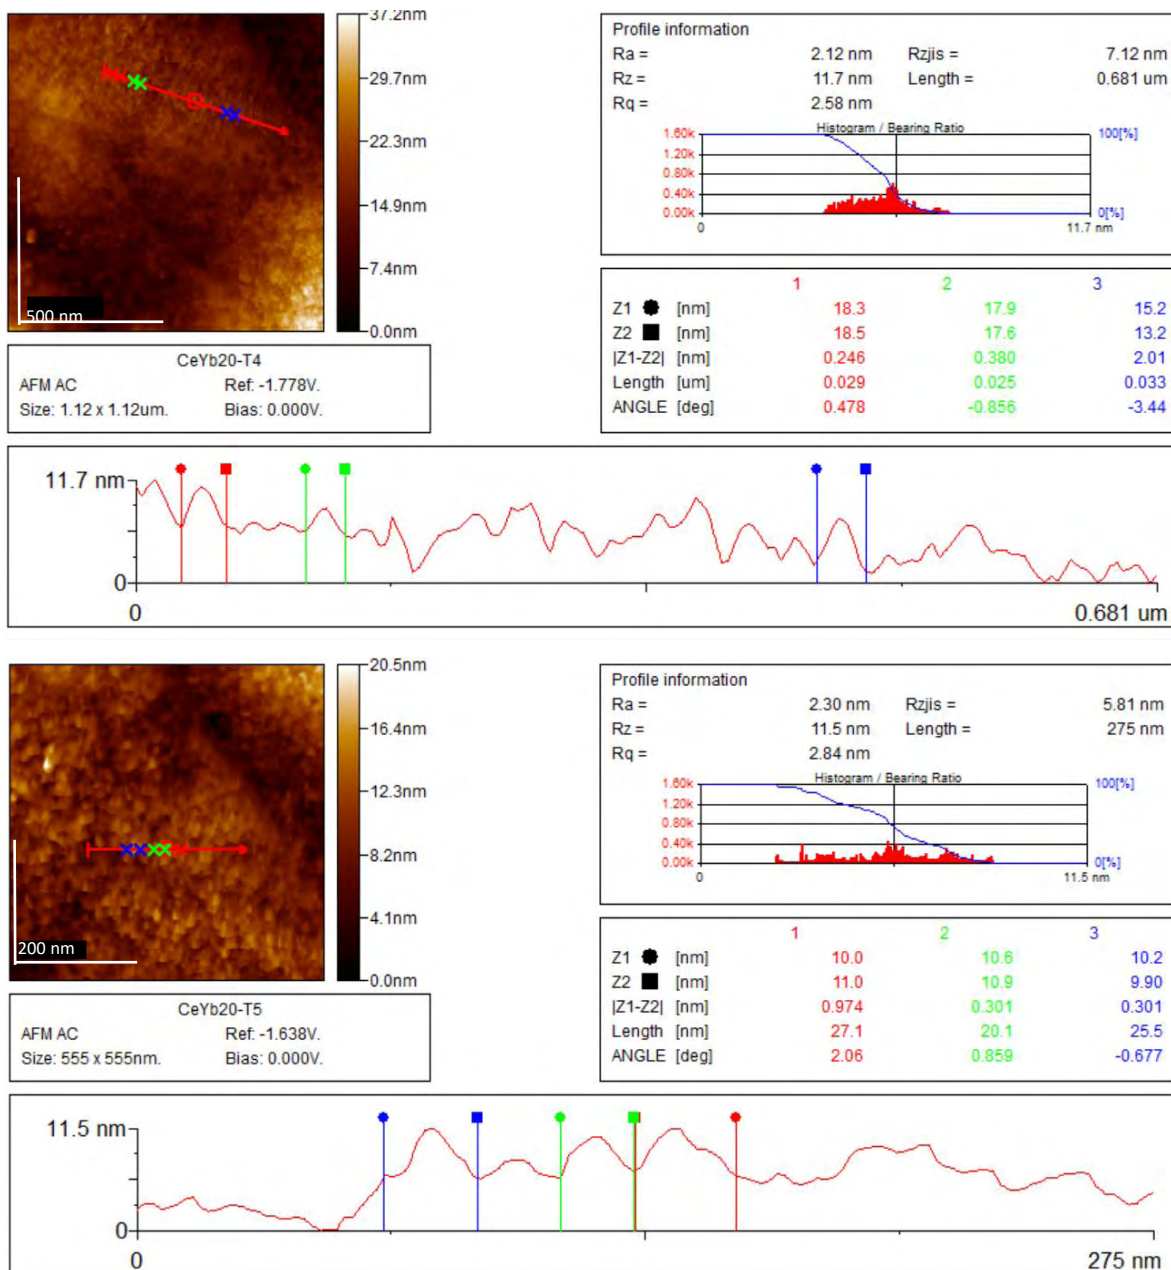 37.2nm
29.7nm
22.3nm
14.9nm
7.4nm
0.0nm
500 nm
CeYb20-T4
AFM AC Ref: -1.778V.
Size: 1.12 x 1.12um. Bias: 0.000V.
Profile information
Ra = 2.12 nm Rzjis = 7.12 nm
Rz = 11.7 nm Length = 0.681 um
Rq = 2.58 nm
Histogram / Bearing Ratio
1.60k 100[%]
1.20k
0.80k
0.40k
0.00k 0[%]
0 11.7 nm
1 2 3
Z1 [nm] 18.3 17.9 15.2
Z2 [nm] 18.5 17.6 13.2
|Z1-Z2| [nm] 0.246 0.380 2.01
Length [um] 0.029 0.025 0.033
ANGLE [deg] 0.478 -0.856 -3.44
11.7 nm
0
0 0.681 um
20.5nm
16.4nm
12.3nm
8.2nm
4.1nm
0.0nm
200 nm
CeYb20-T5
AFM AC Ref: -1.638V.
Size: 555 x 555nm. Bias: 0.000V.
Profile information
Ra = 2.30 nm Rzjis = 5.81 nm
Rz = 11.5 nm Length = 275 nm
Rq = 2.84 nm
Histogram / Bearing Ratio
1.60k 100[%]
1.20k
0.80k
0.40k
0.00k 0[%]
0 11.5 nm
1 2 3
Z1 [nm] 10.0 10.6 10.2
Z2 [nm] 11.0 10.9 9.90
|Z1-Z2| [nm] 0.974 0.301 0.301
Length [nm] 27.1 20.1 25.5
ANGLE [deg] 2.06 0.859 -0.677
11.5 nm
0
0 275 nm